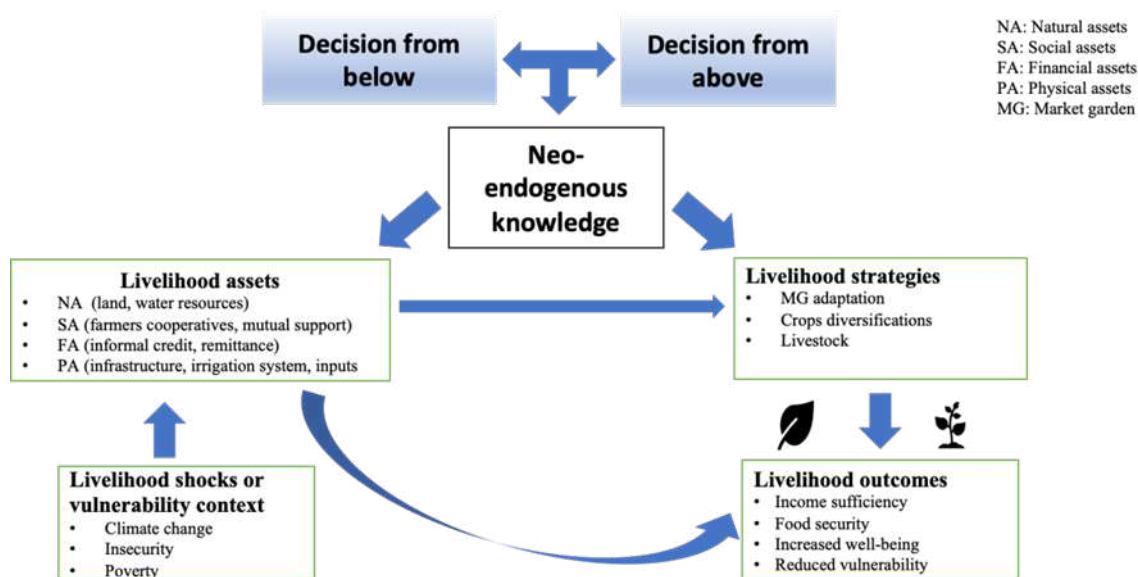 Decision from
below
Decision from
above
NA: Natural assets
SA: Social assets
FA: Financial assets
PA: Physical assets
MG: Market garden
Neo-
endogenous
knowledge
Livelihood assets
• NA (land, water resources)
• SA (farmers cooperatives, mutual support)
• FA (informal credit, remittance)
• PA (infrastructure, irrigation system, inputs
Livelihood strategies
• MG adaptation
• Crops diversifications
• Livestock
Livelihood shocks or
vulnerability context
• Climate change
• Insecurity
• Poverty
Livelihood outcomes
• Income sufficiency
• Food security
• Increased well-being
• Reduced vulnerability